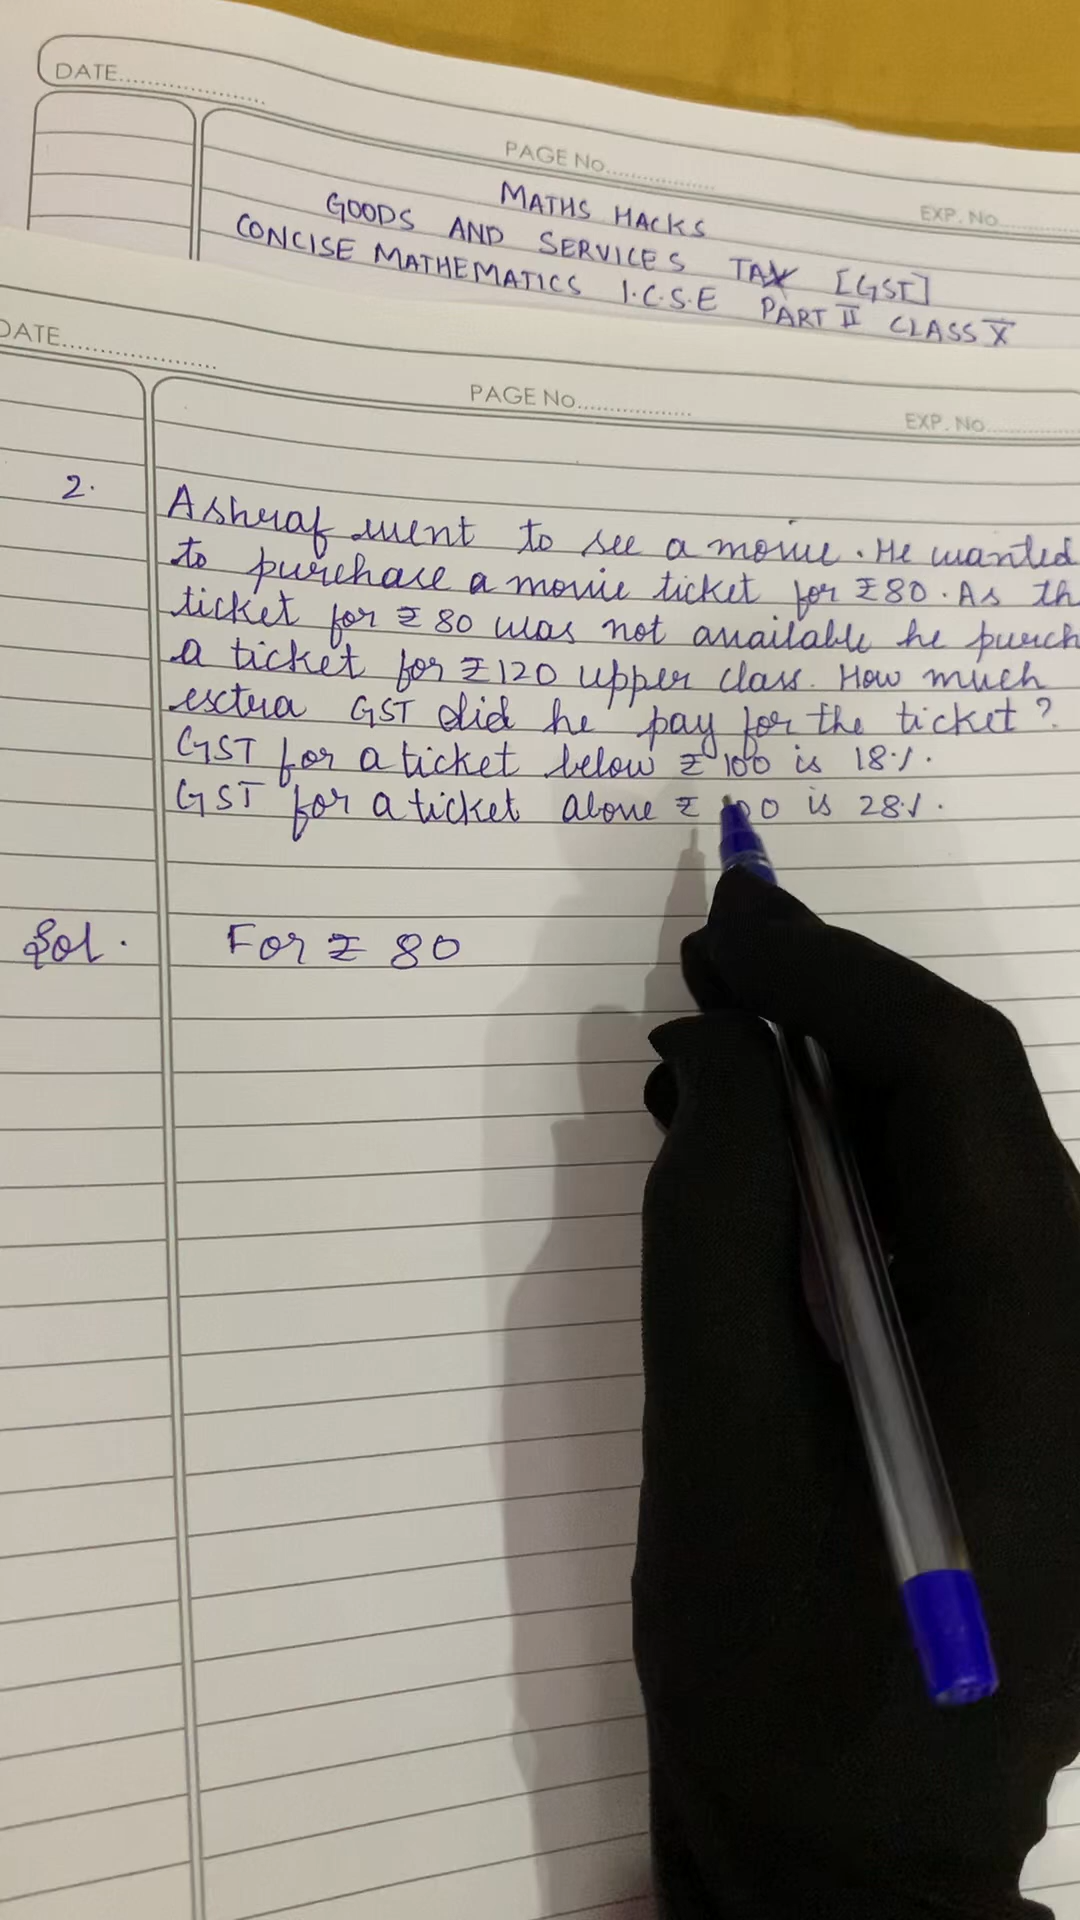 DATE
PAGE No.
EXP. No.
MATHS HACKS
GOODS AND SERVICES TAX [GST]
CONCISE MATHEMATICS I.C.S.E PART II CLASS X
DATE
PAGE No.
EXP. No.
2.
Ashraf went to see a movie. He wanted
to purchase a movie ticket for ₹80. As th
ticket for ₹80 was not available he purch
a ticket for ₹120 upper class. How much
extra GST did he pay for the ticket?
GST for a ticket below ₹100 is 18%.
GST for a ticket above ₹100 is 28%.
Sol. For ₹ 80